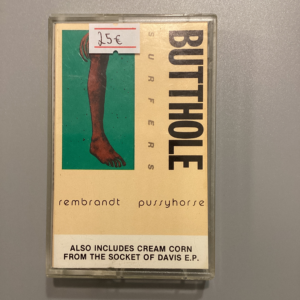 25€
BUTTHOLE
SURFERS
rembrandt pussyhorse
ALSO INCLUDES CREAM CORN
FROM THE SOCKET OF DAVIS E.P.